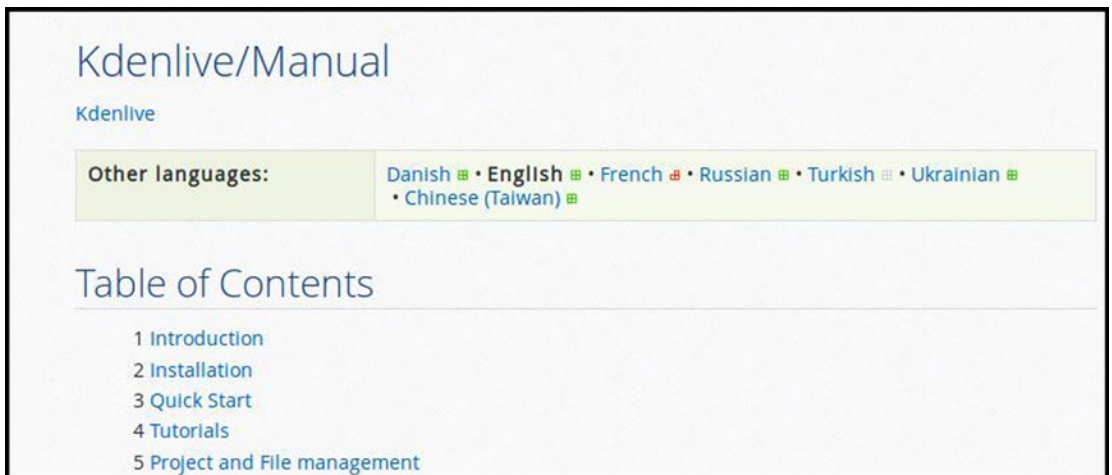 Kdenlive/Manual
Kdenlive
Other languages:
Danish • English • French • Russian • Turkish • Ukrainian
• Chinese (Taiwan)
Table of Contents
1 Introduction
2 Installation
3 Quick Start
4 Tutorials
5 Project and File management